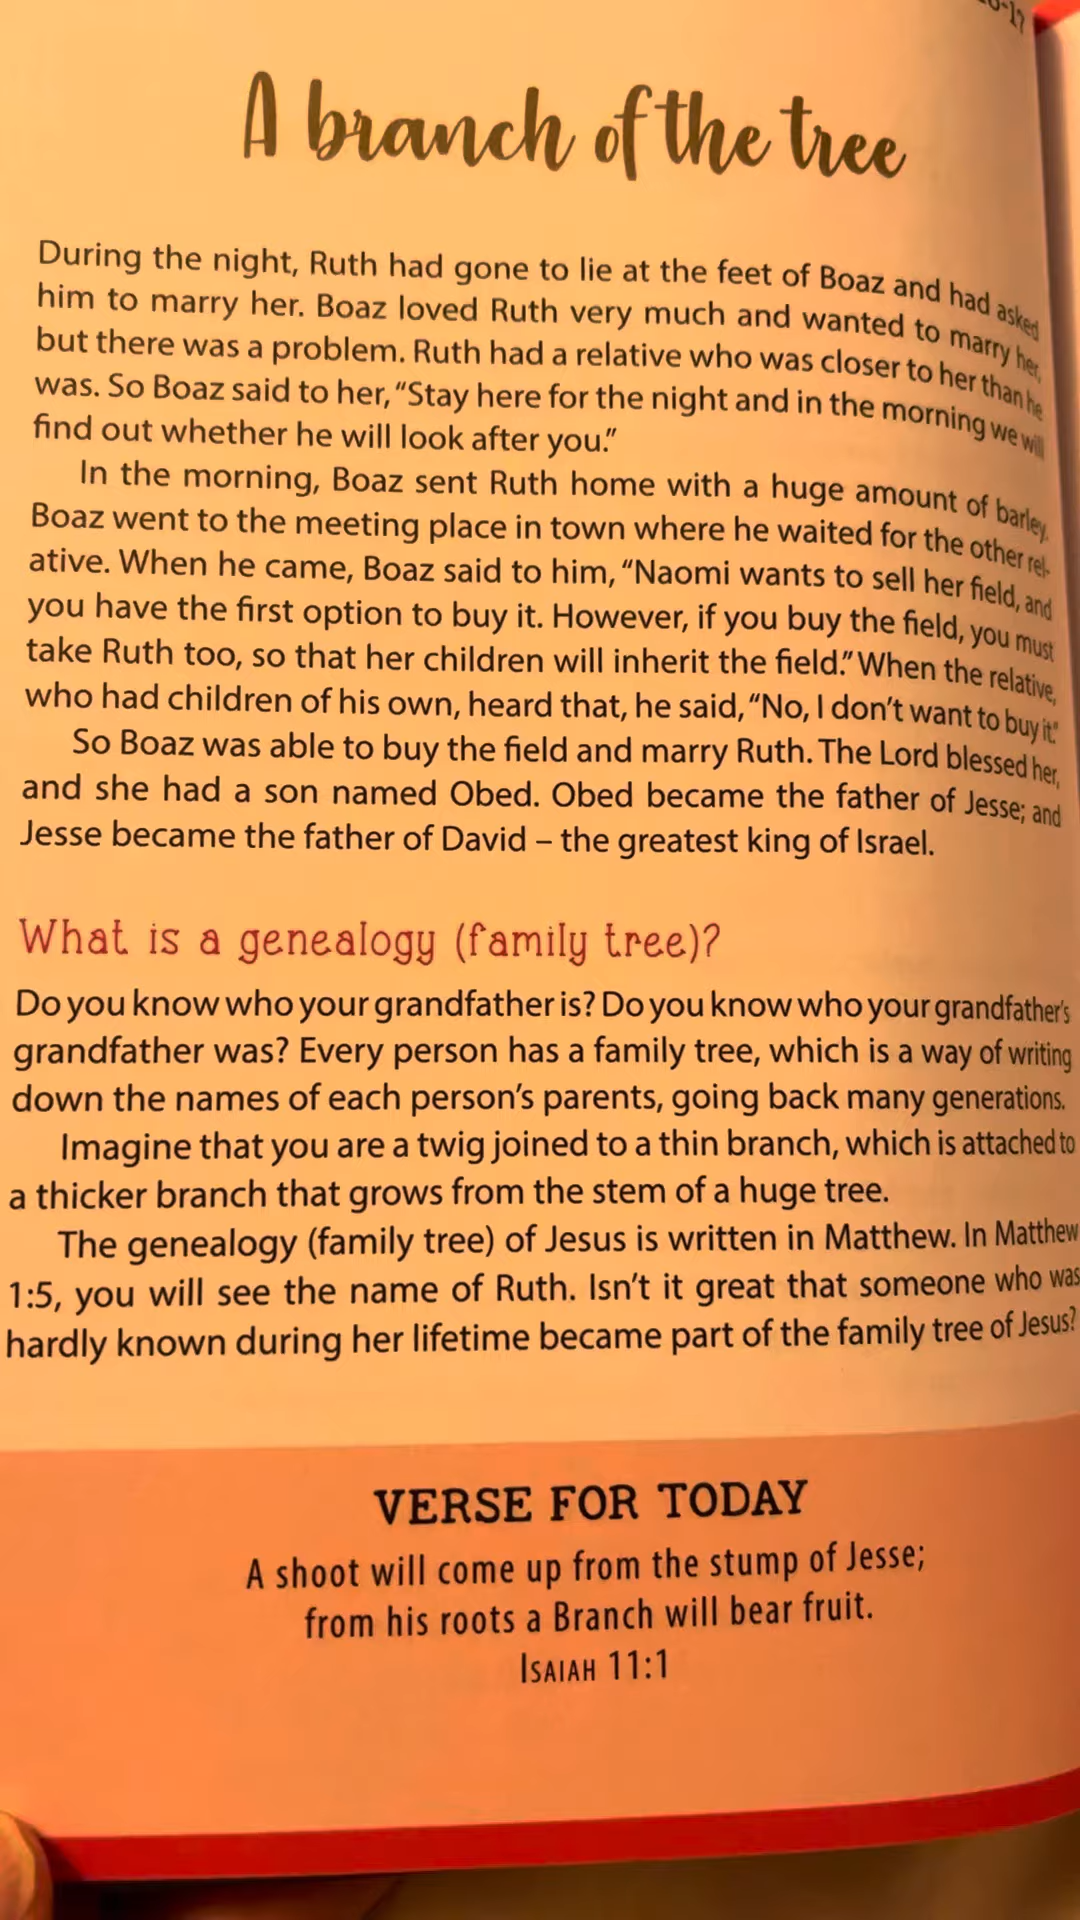 A branch of the tree
During the night, Ruth had gone to lie at the feet of Boaz and had asked
him to marry her. Boaz loved Ruth very much and wanted to marry her,
but there was a problem. Ruth had a relative who was closer to her than he
was. So Boaz said to her, “Stay here for the night and in the morning we will
find out whether he will look after you.”
In the morning, Boaz sent Ruth home with a huge amount of barley.
Boaz went to the meeting place in town where he waited for the other rel-
ative. When he came, Boaz said to him, “Naomi wants to sell her field, and
you have the first option to buy it. However, if you buy the field, you must
take Ruth too, so that her children will inherit the field.” When the relative,
who had children of his own, heard that, he said, “No, I don’t want to buy it.”
So Boaz was able to buy the field and marry Ruth. The Lord blessed her,
and she had a son named Obed. Obed became the father of Jesse; and
Jesse became the father of David – the greatest king of Israel.
What is a genealogy (family tree)?
Do you know who your grandfather is? Do you know who your grandfather’s
grandfather was? Every person has a family tree, which is a way of writing
down the names of each person’s parents, going back many generations.
Imagine that you are a twig joined to a thin branch, which is attached to
a thicker branch that grows from the stem of a huge tree.
The genealogy (family tree) of Jesus is written in Matthew. In Matthew
1:5, you will see the name of Ruth. Isn’t it great that someone who was
hardly known during her lifetime became part of the family tree of Jesus?
VERSE FOR TODAY
A shoot will come up from the stump of Jesse;
from his roots a Branch will bear fruit.
ISAIAH 11:1